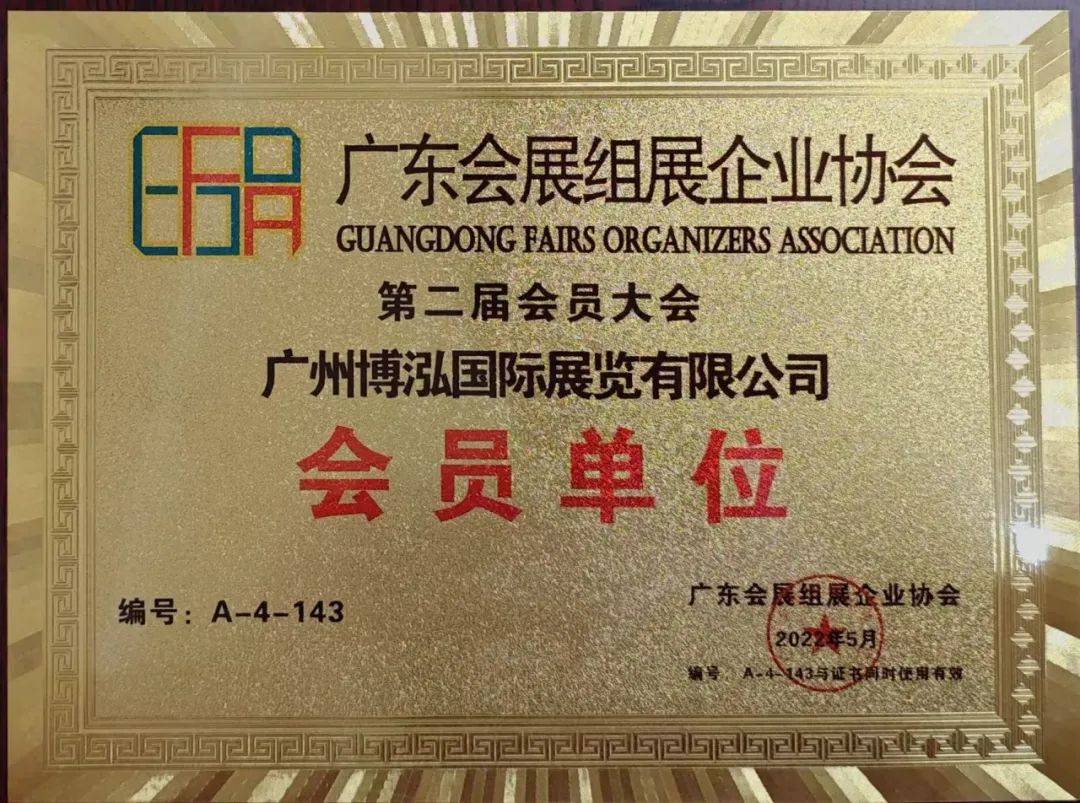 广东会展组展企业协会
GUANGDONG FAIRS ORGANIZERS ASSOCIATION
第二届会员大会
广州博泓国际展览有限公司
会员单位
编号：A-4-143
广东会展组展企业协会
2022年5月
编号 A-4-143与证书同时使用有效